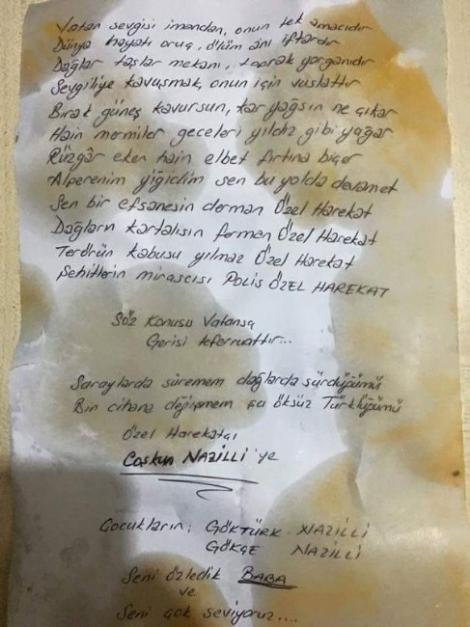 Vatan sevgisi imandan, onun tek amacıdır
Dünya hayatı oruç, ölüm anı iftardır
Dağlar taşlar mekanı, toprak yorganıdır
Sevgiliye kavuşmak, onun için vuslattır
Bırak güneş kavursun, kar yağsın ne çıkar
Hain mermiler geceleri yıldız gibi yağar
Rüzgâr eken hain elbet fırtına biçer
Alperenim yiğidim sen bu yolda devam et
Sen bir efsanesin derman Özel Harekat
Dağların kartalısın ferman Özel Harekat
Terörün kabusu yılmaz Özel Harekat
Şehitlerin mirasçısı POLİS ÖZEL HAREKAT
Söz konusu Vatansa
Gerisi teferruattır...
Saraylarda süremem dağlarda sürdüğümü
Bin cihana değişmem şu öksüz Türklüğümü
Özel Harekatçı
Coşkun NAZİLLİ'ye
Çocukların; GÖKTÜRK NAZİLLİ
GÖKÇE NAZİLLİ
Seni özledik BABA
ve
Seni çok seviyoruz....